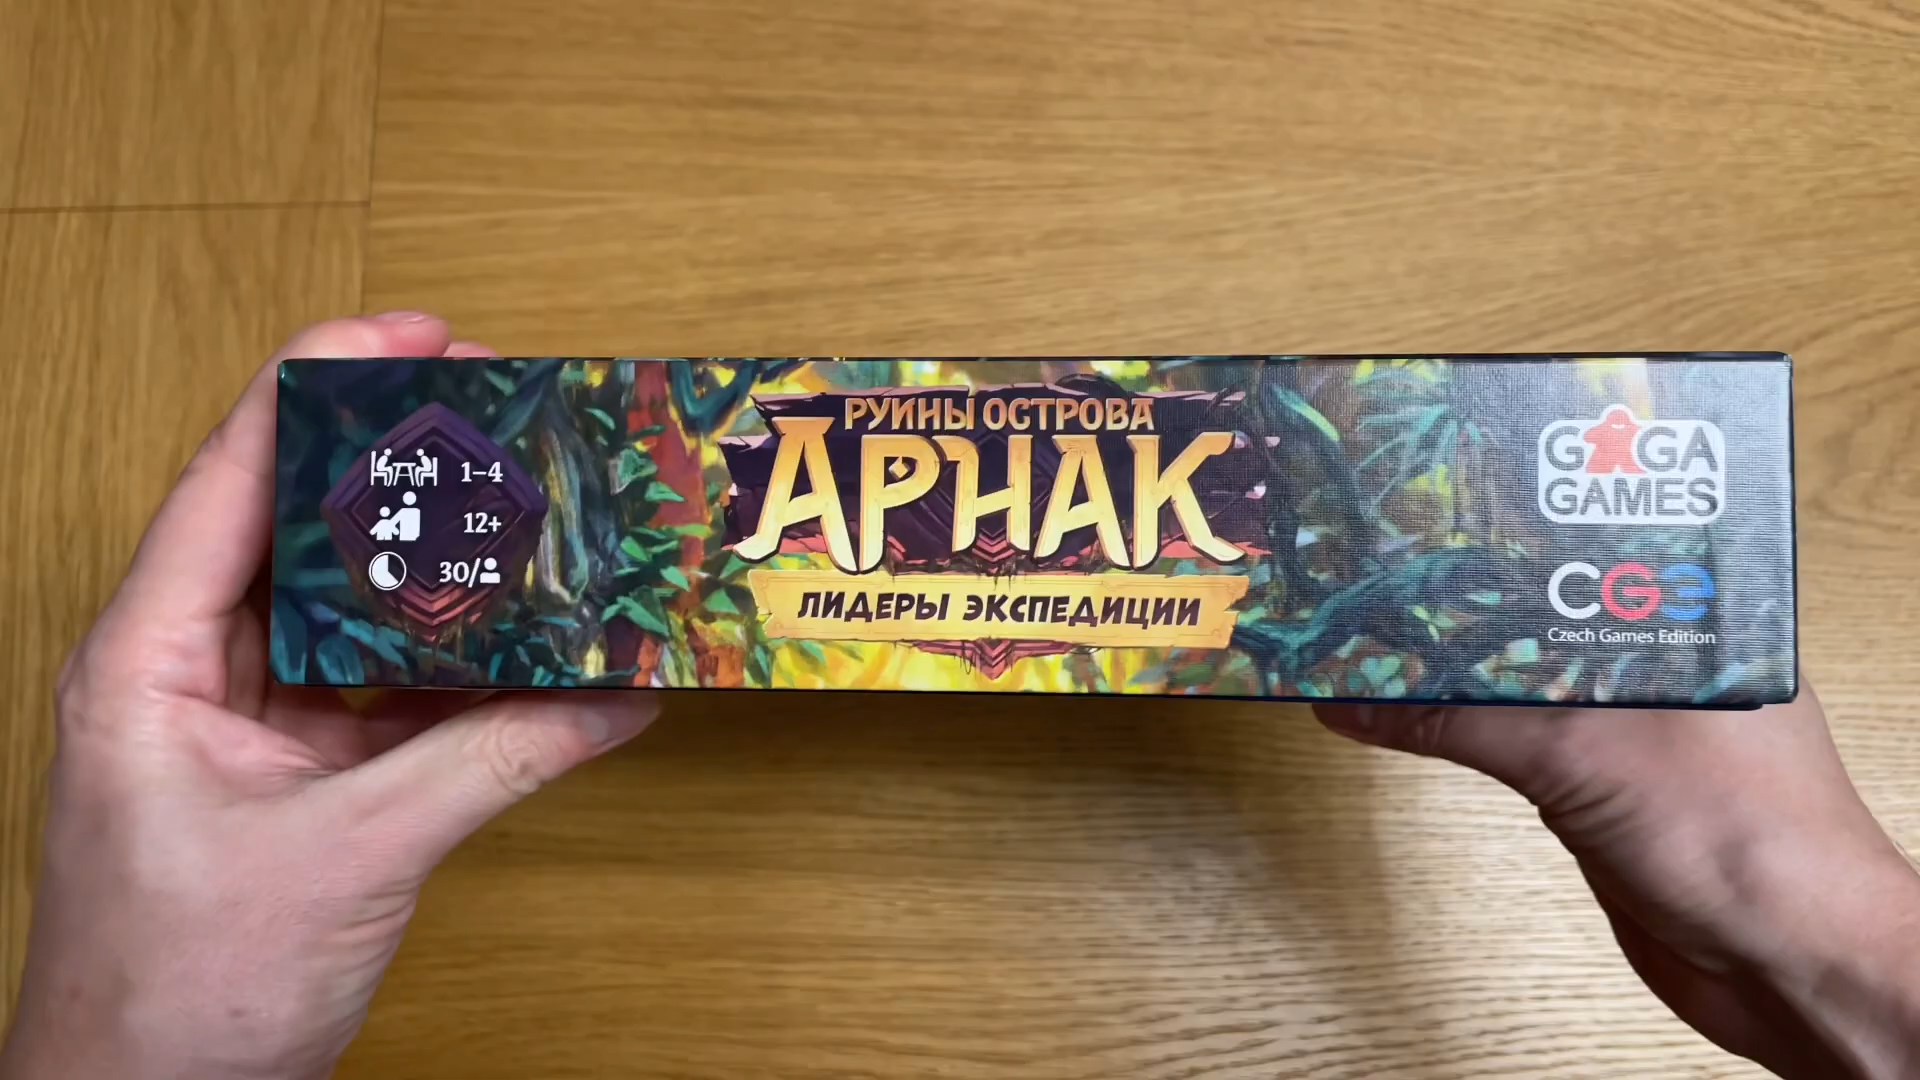 1–4
12+
30/
РУИНЫ ОСТРОВА
АРНАК
ЛИДЕРЫ ЭКСПЕДИЦИИ
GAGA
GAMES
CGE
Czech Games Edition